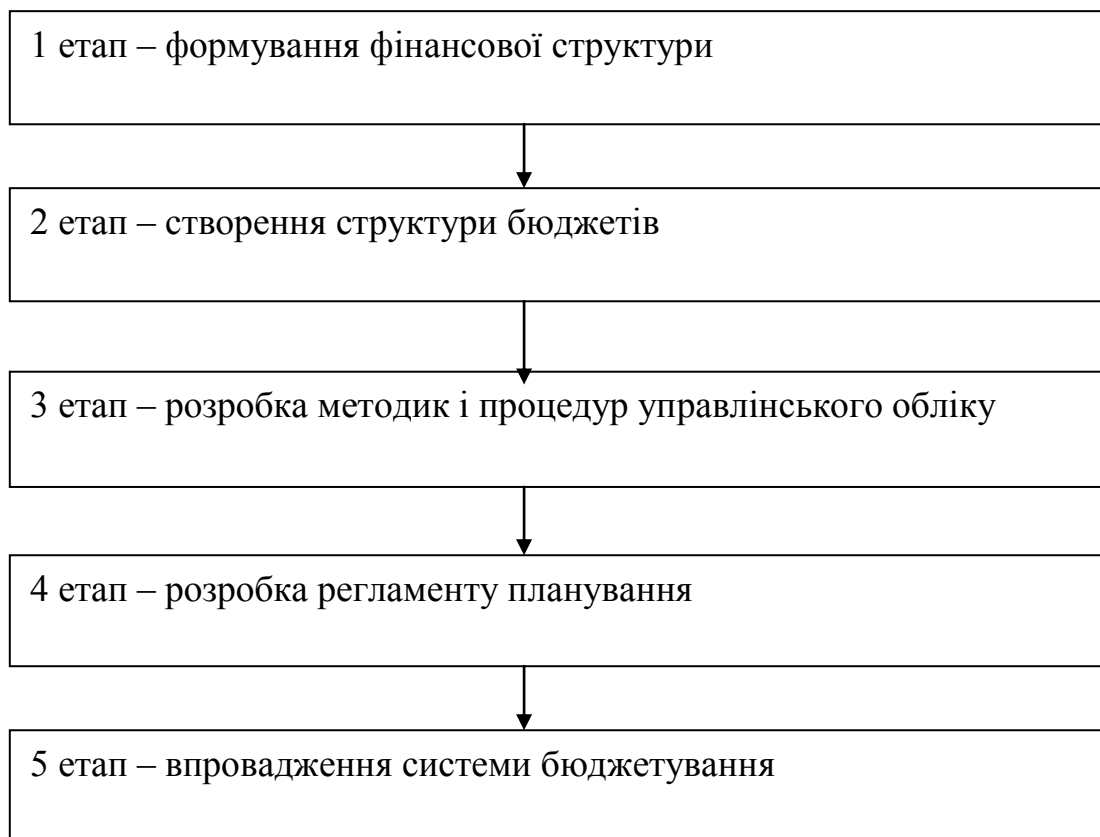 1 етап – формування фінансової структури
2 етап – створення структури бюджетів
3 етап – розробка методик і процедур управлінського обліку
4 етап – розробка регламенту планування
5 етап – впровадження системи бюджетування